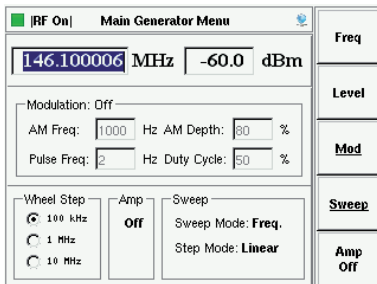 |RF On| Main Generator Menu
146.100006 MHz -60.0 dBm
Modulation: Off
AM Freq: 1000 Hz AM Depth: 80 %
Pulse Freq: 2 Hz Duty Cycle: 50 %
Wheel Step
100 kHz
1 MHz
10 MHz
Amp
Off
Sweep
Sweep Mode: Freq.
Step Mode: Linear
Freq
Level
Mod
Sweep
Amp
Off